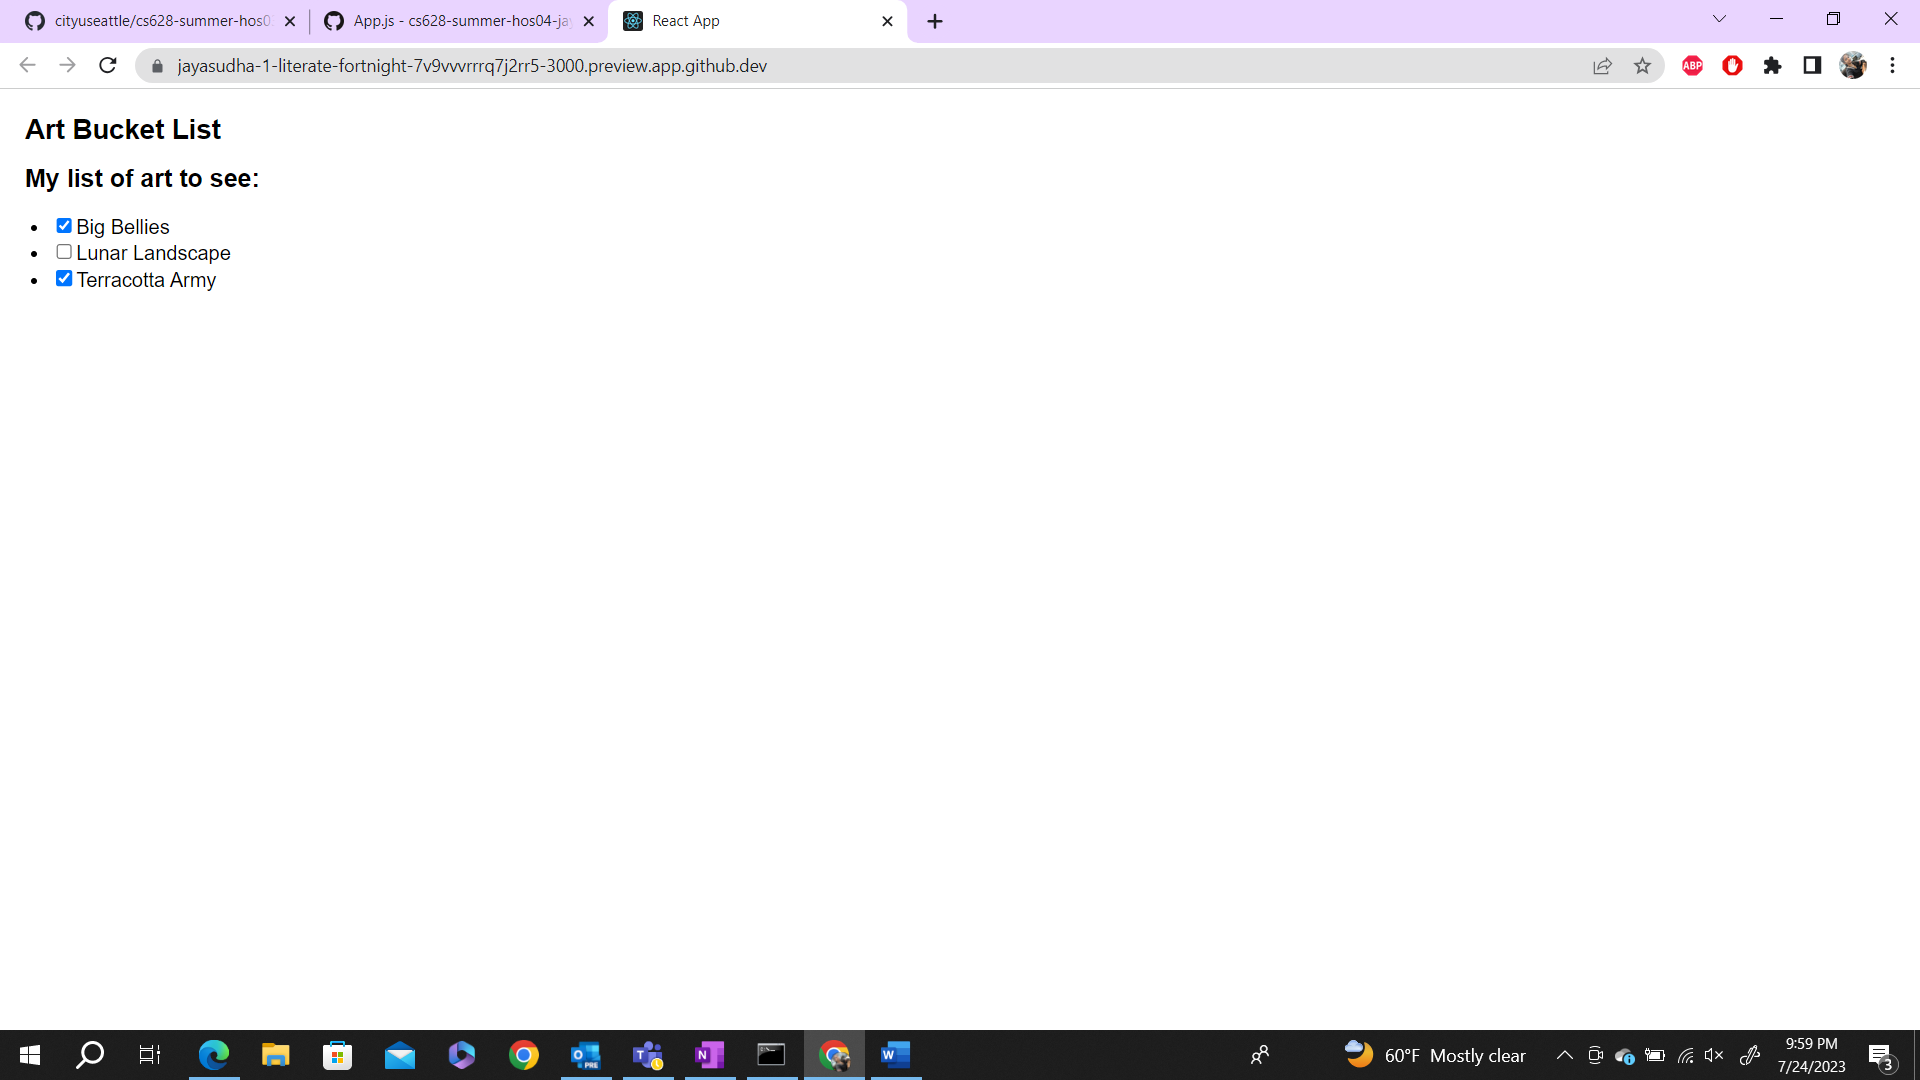 cityuseattle/cs628-summer-hos0
App.js - cs628-summer-hos04-ja
React App
jayasudha-1-literate-fortnight-7v9vvvrrrq7j2rr5-3000.preview.app.github.dev
ABP
Art Bucket List
My list of art to see:
Big Bellies
Lunar Landscape
Terracotta Army
60°F Mostly clear
9:59 PM
7/24/2023
3